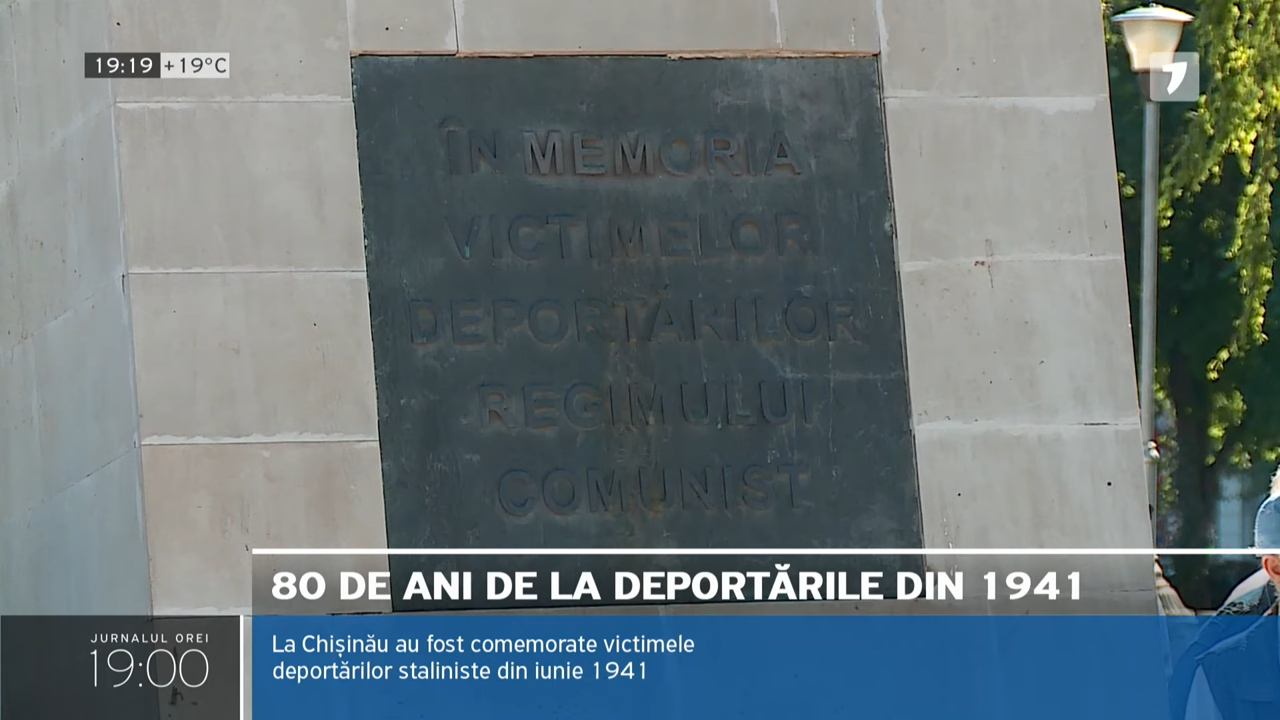 19:19 +19°C
ÎN MEMORIA
VICTIMELOR
DEPORTĂRILOR
REGIMULUI
COMUNIST
80 DE ANI DE LA DEPORTĂRILE DIN 1941
JURNALUL OREI
19:00
La Chișinău au fost comemorate victimele
deportărilor staliniste din iunie 1941